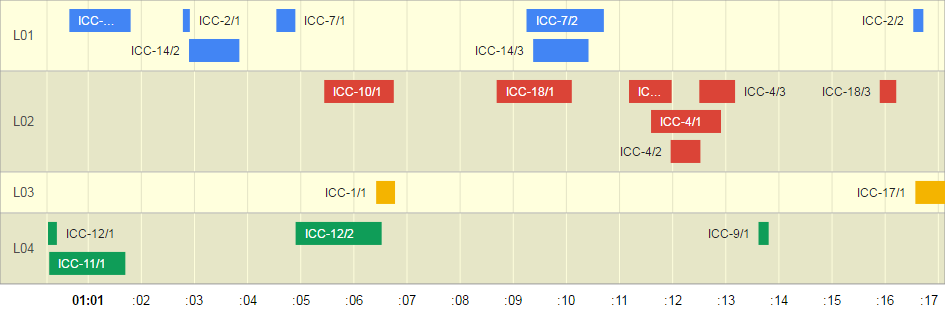 L01
ICC-...
ICC-2/1
ICC-7/1
ICC-7/2
ICC-2/2
ICC-14/2
ICC-14/3
L02
ICC-10/1
ICC-18/1
IC...
ICC-4/3
ICC-18/3
ICC-4/1
ICC-4/2
L03
ICC-1/1
ICC-17/1
L04
ICC-12/1
ICC-12/2
ICC-9/1
ICC-11/1
01:01 :02 :03 :04 :05 :06 :07 :08 :09 :10 :11 :12 :13 :14 :15 :16 :17